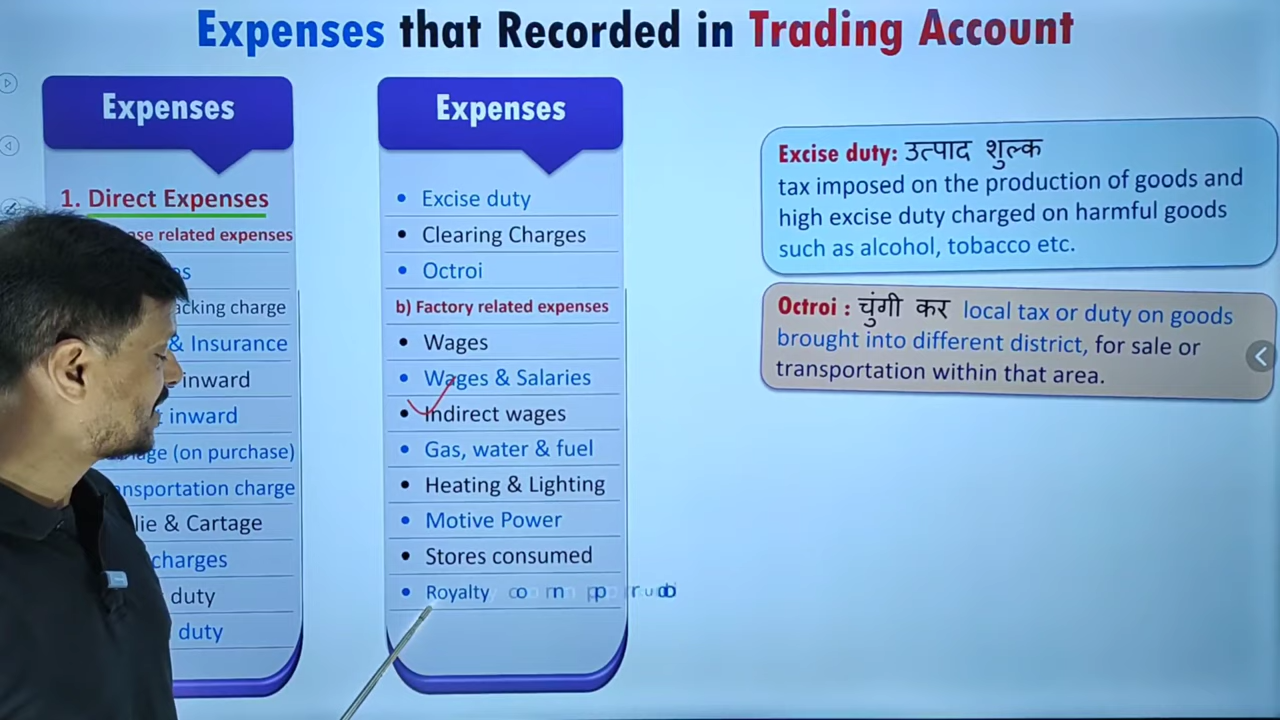 Expenses that Recorded in Trading Account
Expenses
1. Direct Expenses
related expenses
acking charge
& Insurance
inward
inward
(on purchase)
charge
& Cartage
charges
duty
duty
Expenses
• Excise duty
• Clearing Charges
• Octroi
b) Factory related expenses
• Wages
• Wages & Salaries
• Indirect wages
• Gas, water & fuel
• Heating & Lighting
• Motive Power
• Stores consumed
• Royalty
Excise duty: उत्पाद शुल्क
tax imposed on the production of goods and
high excise duty charged on harmful goods
such as alcohol, tobacco etc.
Octroi : चुंगी कर local tax or duty on goods
brought into different district, for sale or
transportation within that area.